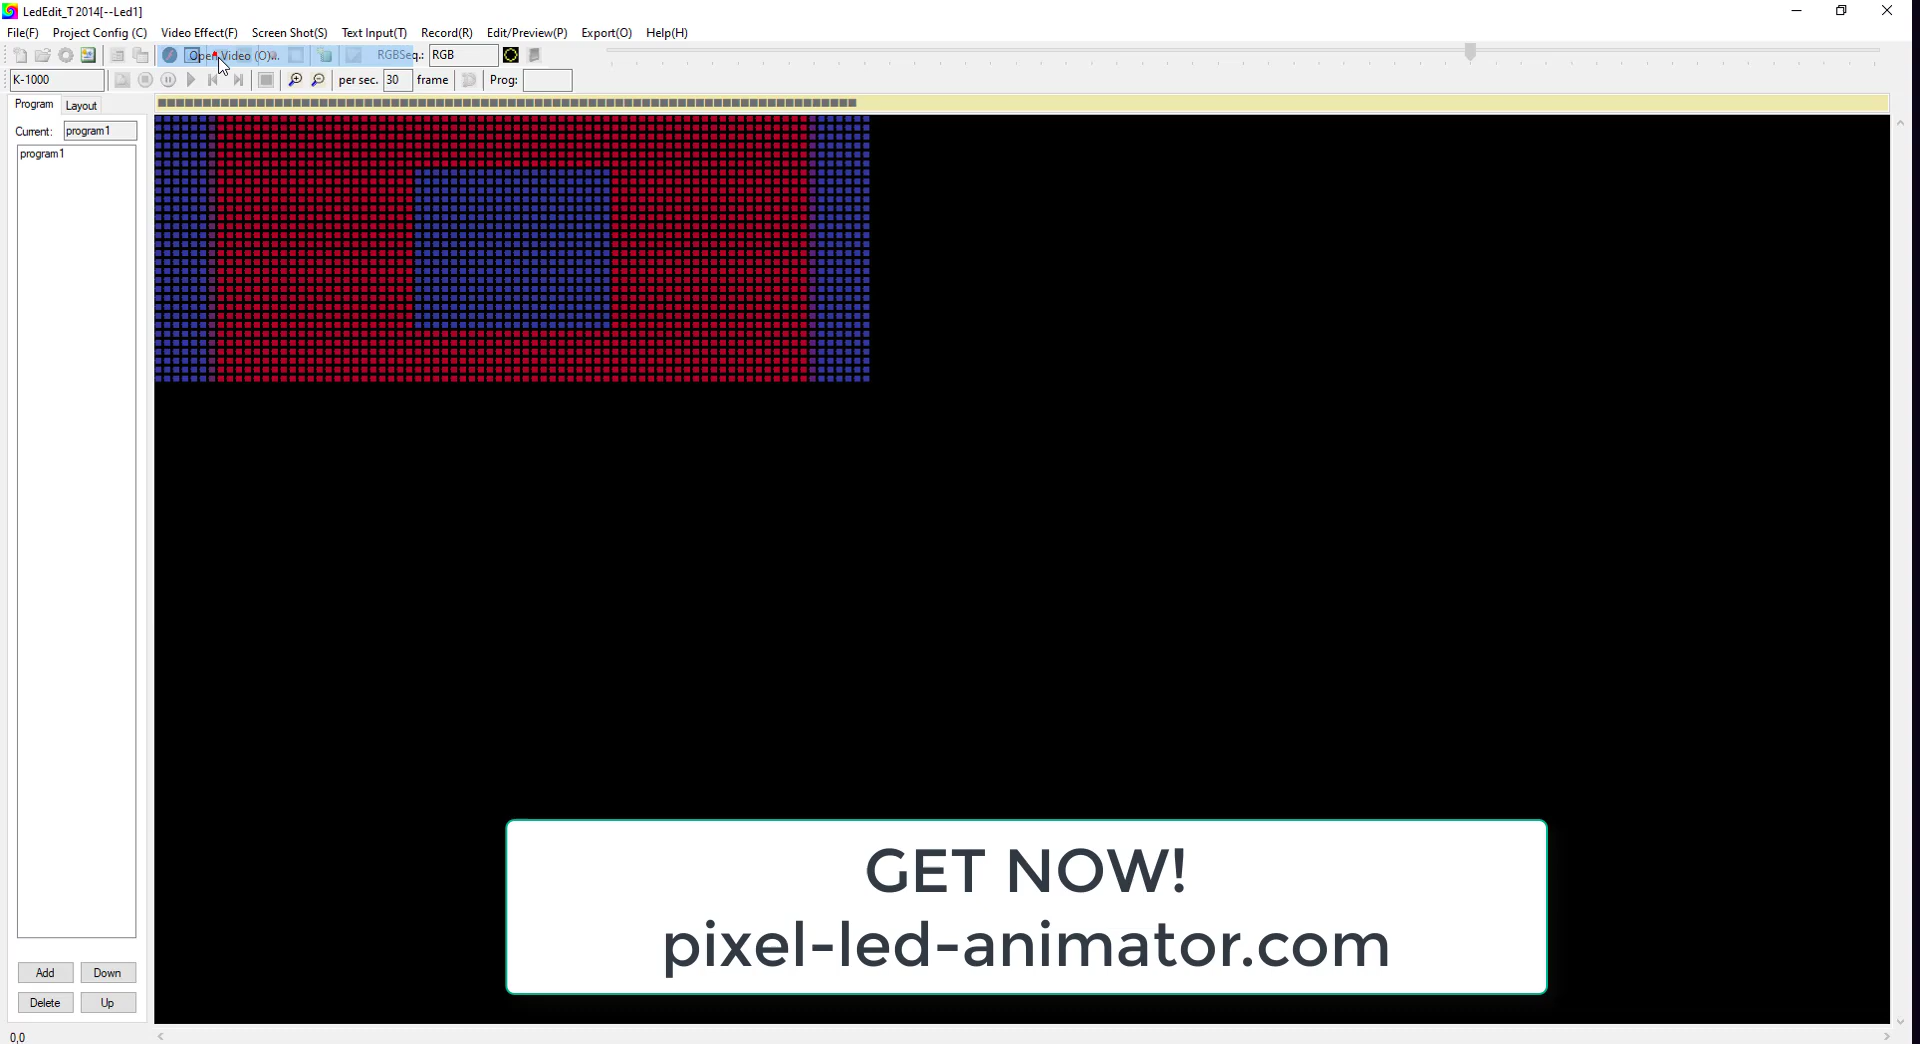 LedEdit_T 2014[--Led1]
File(F) Project Config (C) Video Effect(F) Screen Shot(S) Text Input(T) Record(R) Edit/Preview(P) Export(O) Help(H)
Open Video (O)... RGBSeq.: RGB
K-1000 per sec. 30 frame Prog:
Program Layout
Current: program1
program1
GET NOW!
pixel-led-animator.com
Add Down
Delete Up
0,0